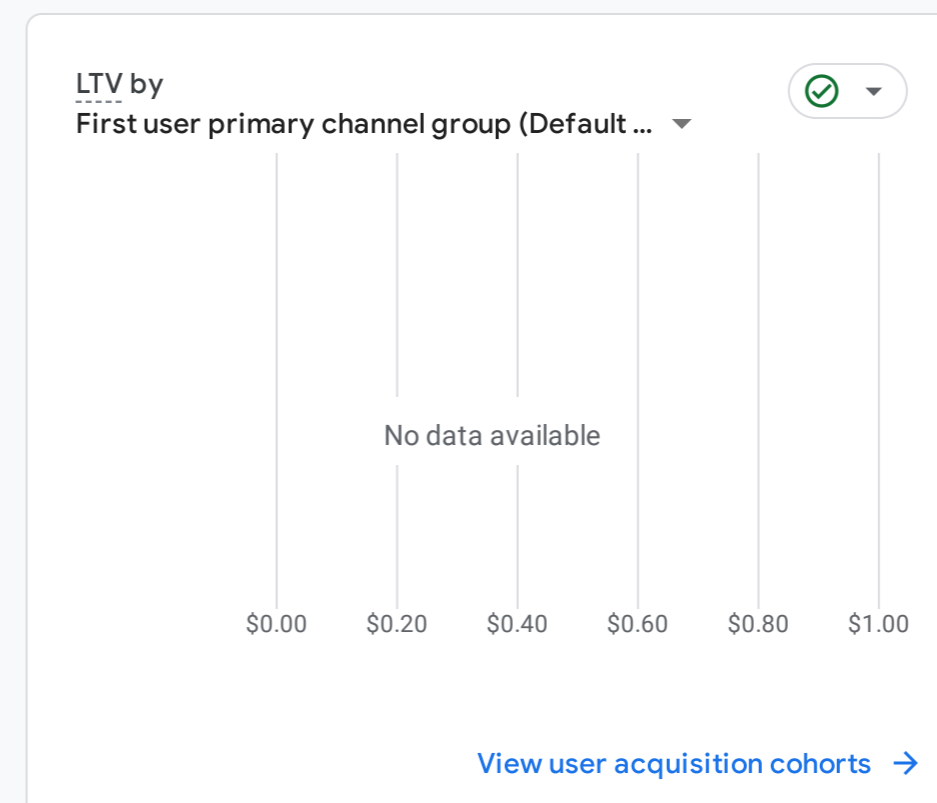 LTV by
First user primary channel group (Default ...
No data available
$0.00 $0.20 $0.40 $0.60 $0.80 $1.00
View user acquisition cohorts